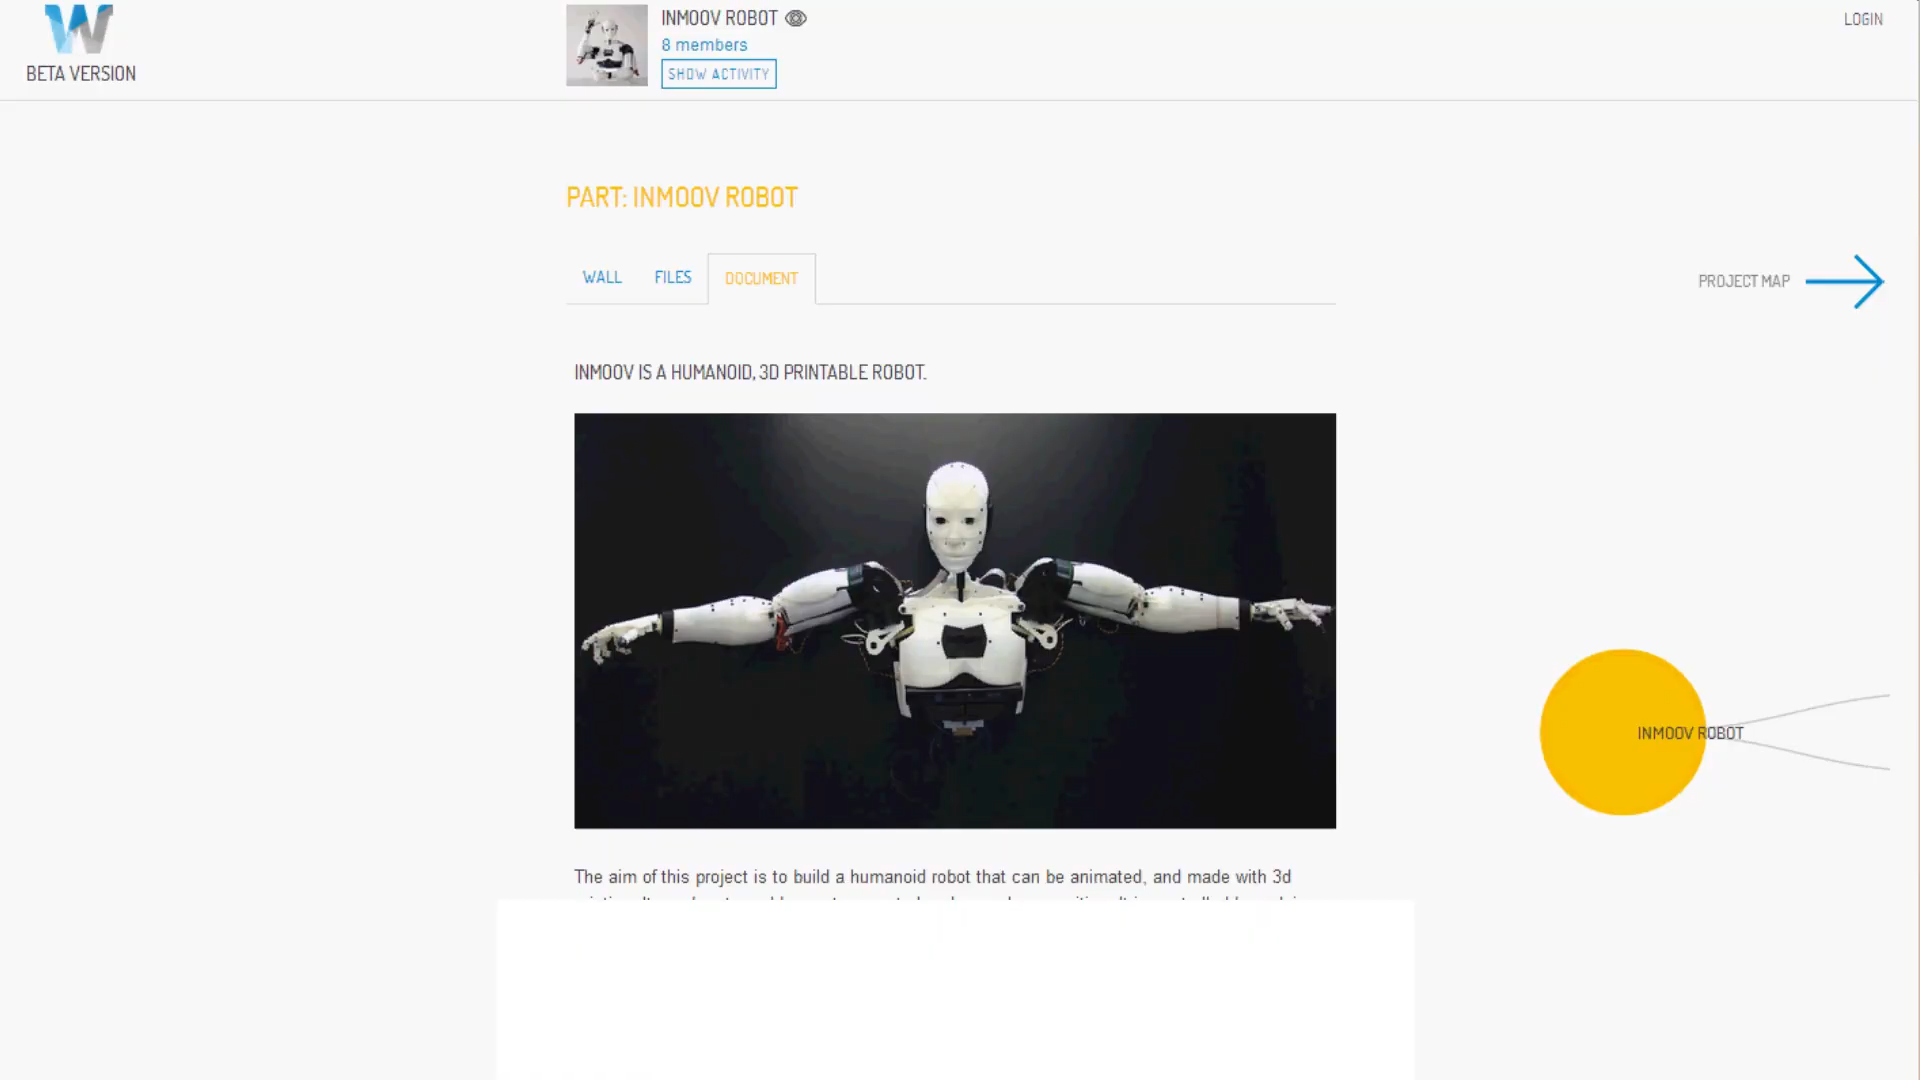 W
BETA VERSION
INMOOV ROBOT
8 members
SHOW ACTIVITY
LOGIN
PART: INMOOV ROBOT
WALL
FILES
DOCUMENT
PROJECT MAP
INMOOV IS A HUMANOID, 3D PRINTABLE ROBOT.
INMOOV ROBOT
The aim of this project is to build a humanoid robot that can be animated, and made with 3d